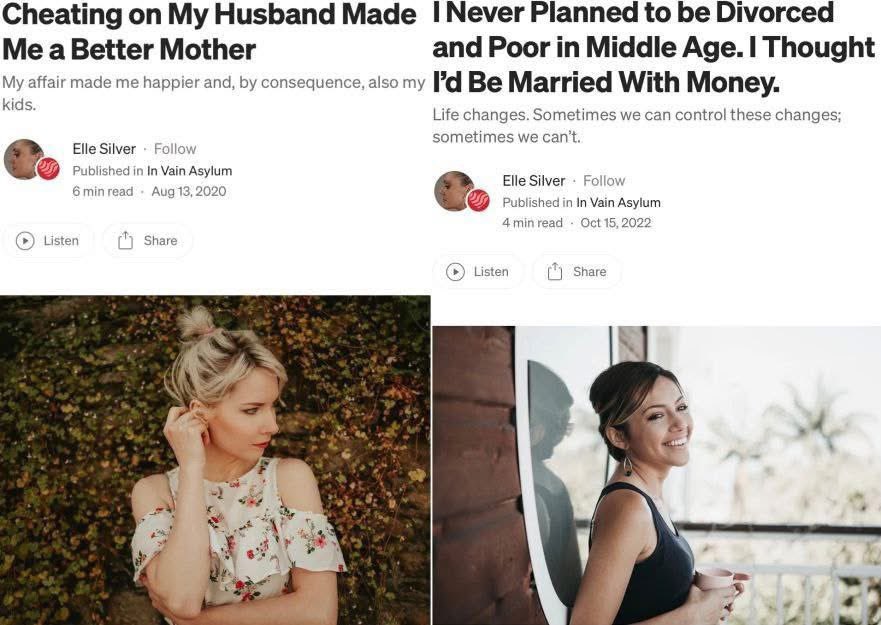 Cheating on My Husband Made
Me a Better Mother
My affair made me happier and, by consequence, also my
kids.
Elle Silver · Follow
Published in In Vain Asylum
6 min read · Aug 13, 2020
Listen
Share
I Never Planned to be Divorced
and Poor in Middle Age. I Thought
I'd Be Married With Money.
Life changes. Sometimes we can control these changes;
sometimes we can't.
Elle Silver · Follow
Published in In Vain Asylum
4 min read · Oct 15, 2022
Listen
Share